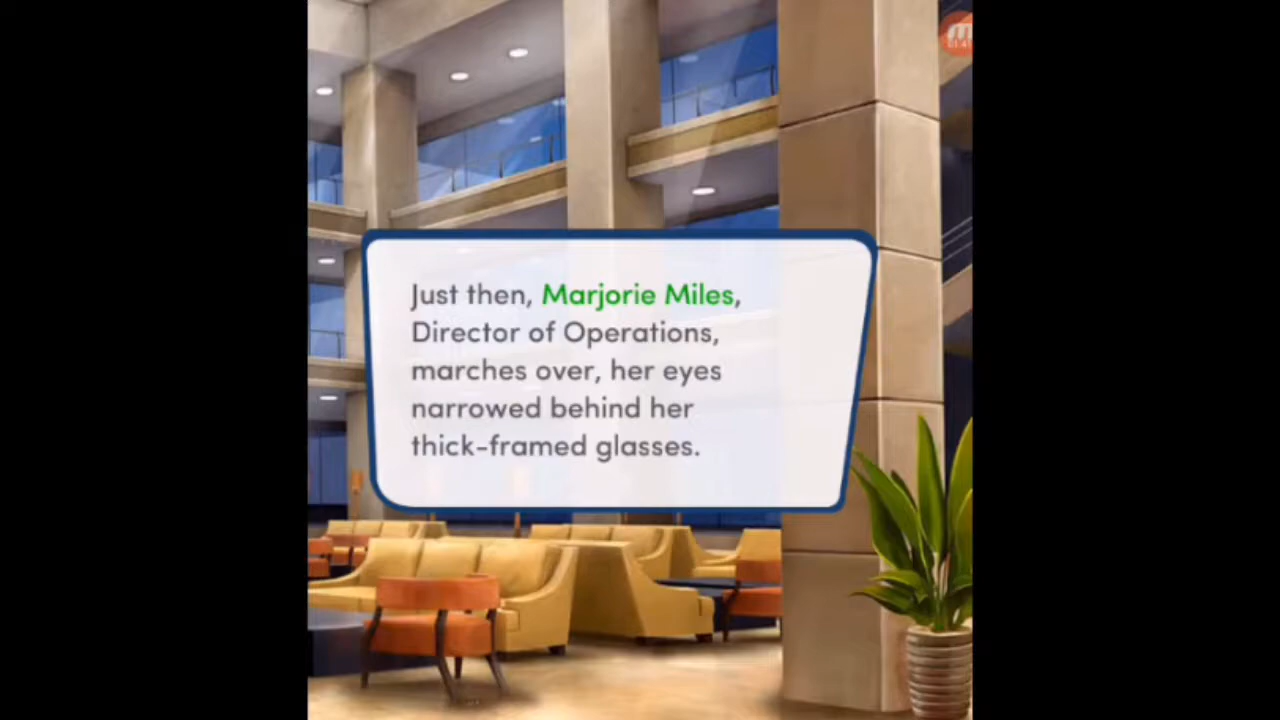 Just then, Marjorie Miles,
Director of Operations,
marches over, her eyes
narrowed behind her
thick-framed glasses.